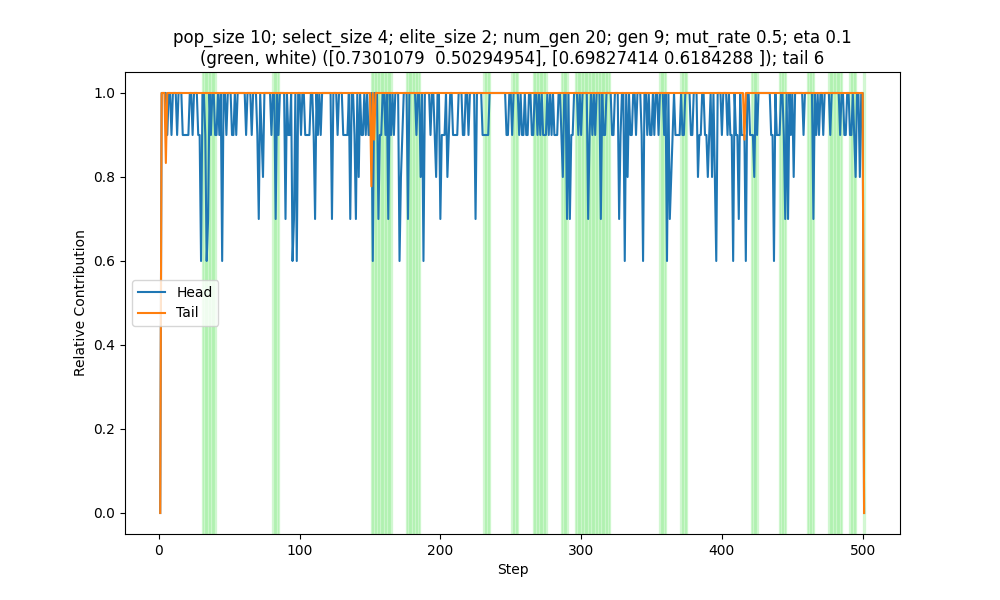 pop_size 10; select_size 4; elite_size 2; num_gen 20; gen 9; mut_rate 0.5; eta 0.1
(green, white) ([0.7301079  0.50294954], [0.69827414 0.6184288 ]); tail 6
1.0
0.8
0.6
0.4
0.2
0.0
Relative Contribution
Head
Tail
0 100 200 300 400 500
Step